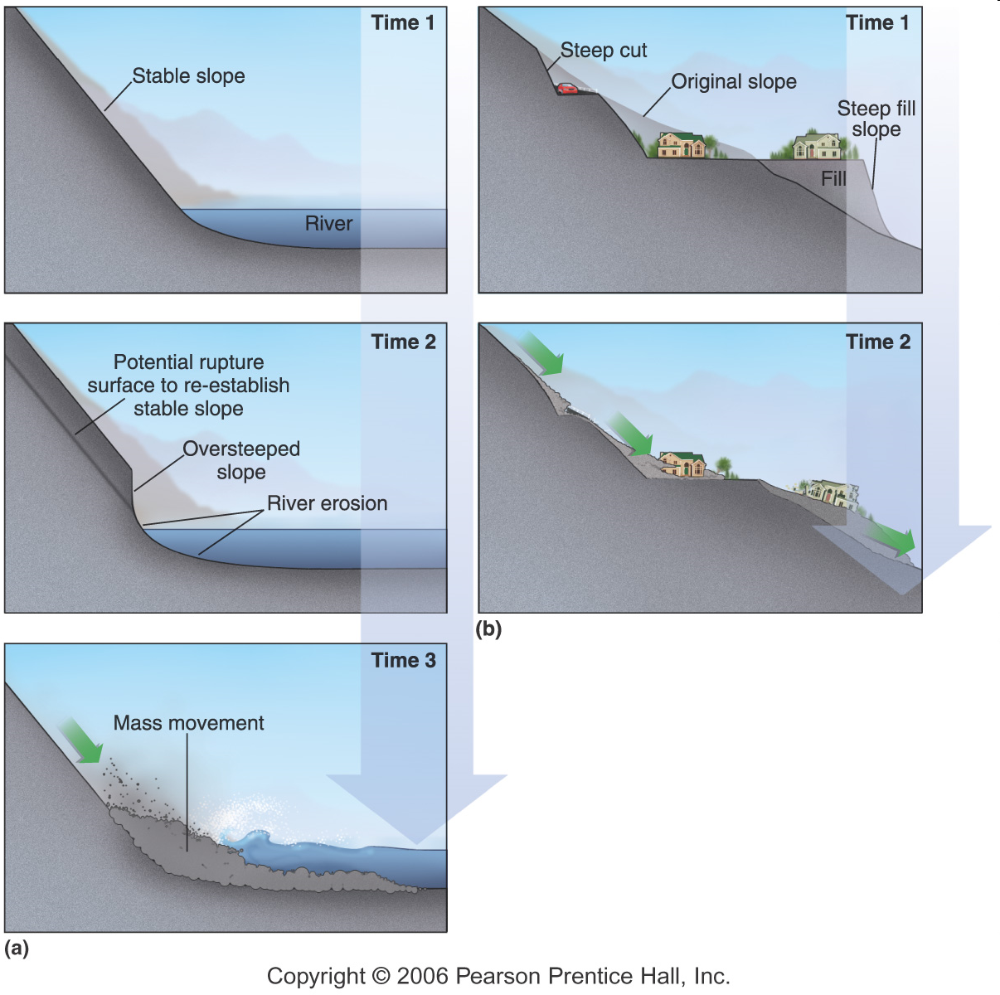 Time 1
Stable slope
River
Time 2
Potential rupture
surface to re-establish
stable slope
Oversteeped
slope
River erosion
Time 3
Mass movement
(a)
Time 1
Steep cut
Original slope
Steep fill
slope
Fill
Time 2
(b)
Copyright © 2006 Pearson Prentice Hall, Inc.